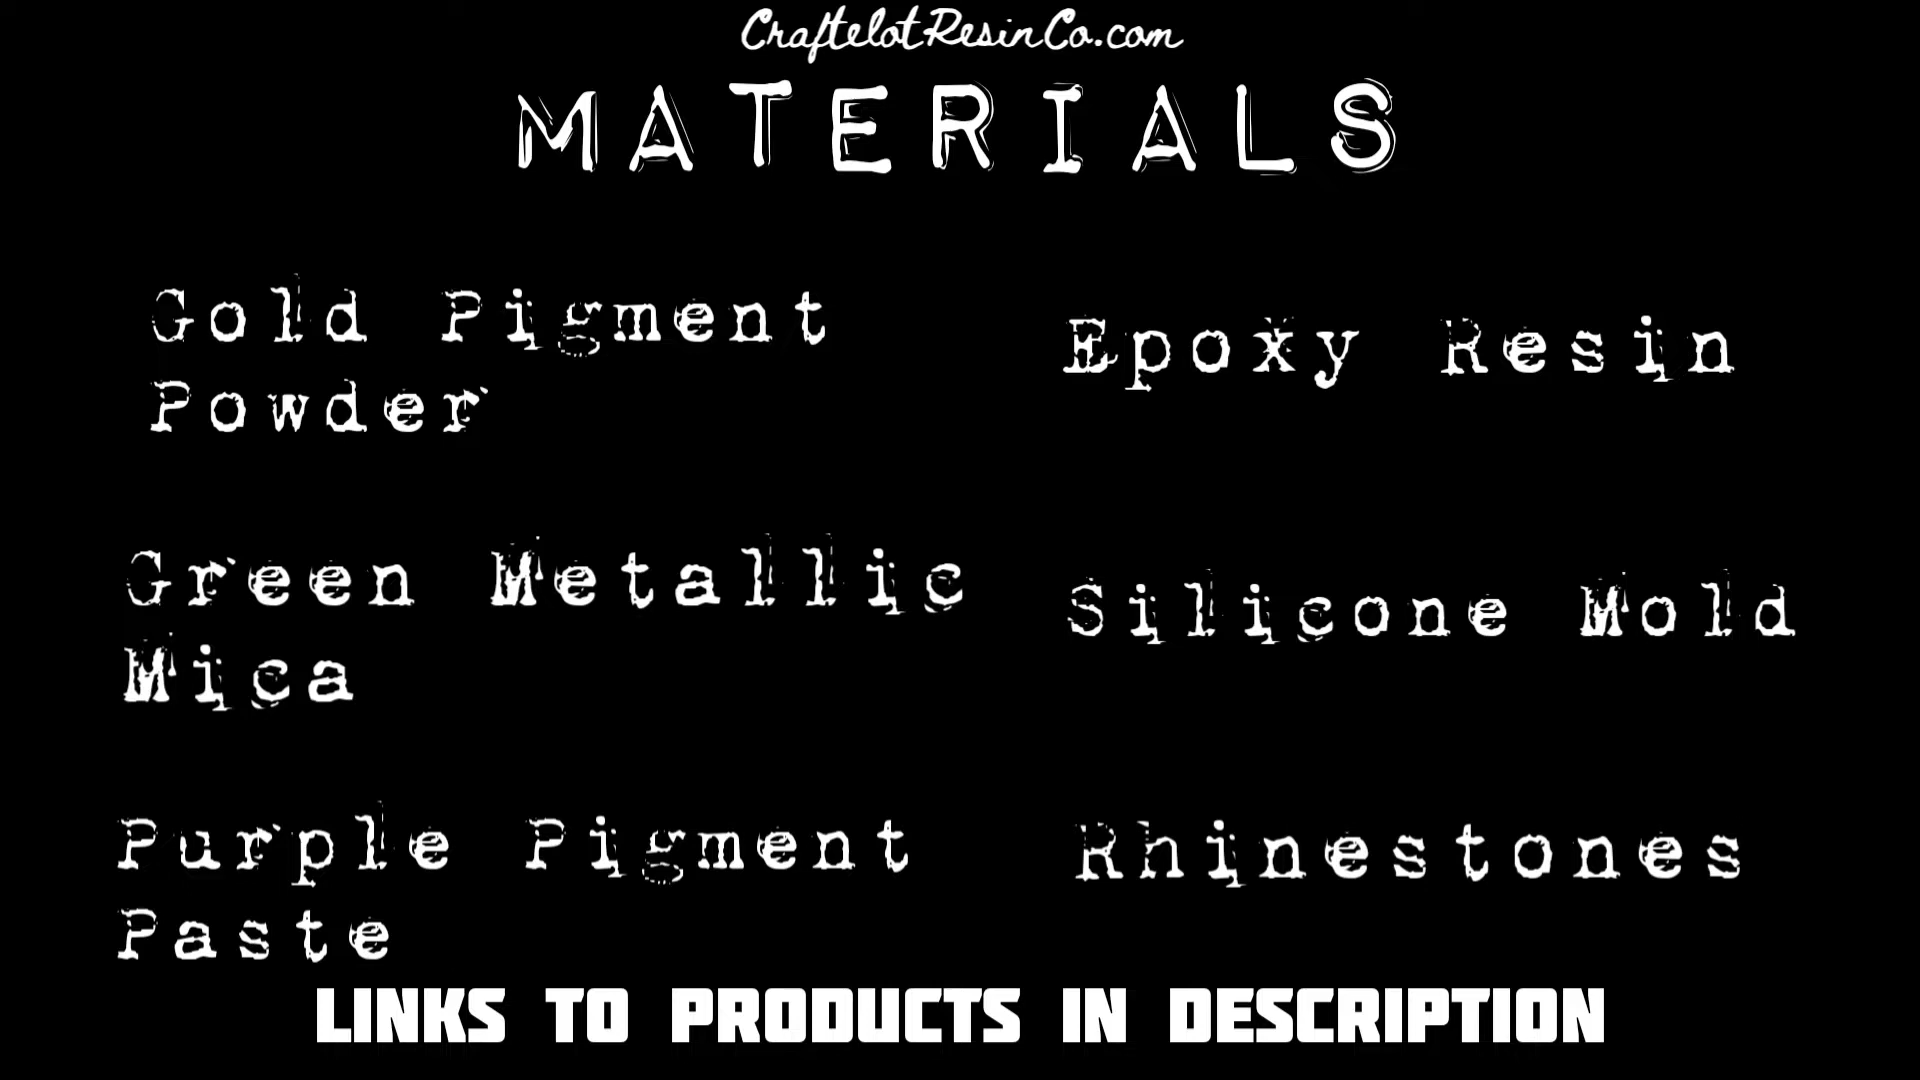 CraftelotResinCo.com
MATERIALS
Gold Pigment
Powder
Epoxy Resin
Green Metallic
Mica
Silicone Mold
Purple Pigment
Paste
Rhinestones
LINKS TO PRODUCTS IN DESCRIPTION